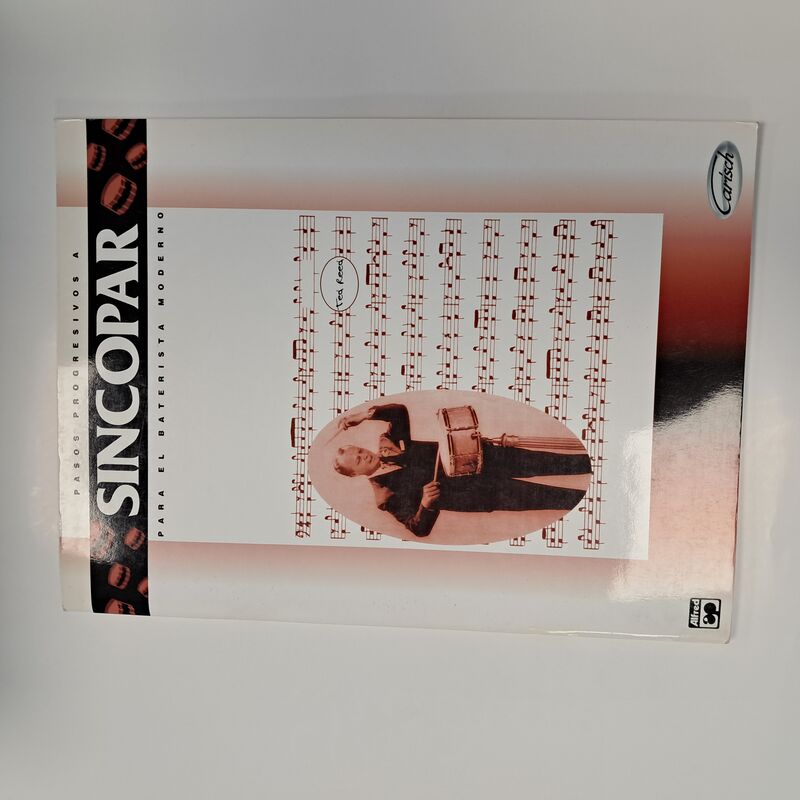 PASOS PROGRESIVOS A
SINCOPAR
PARA EL BATERISTA MODERNO
Ted Reed
Alfred
Carisch